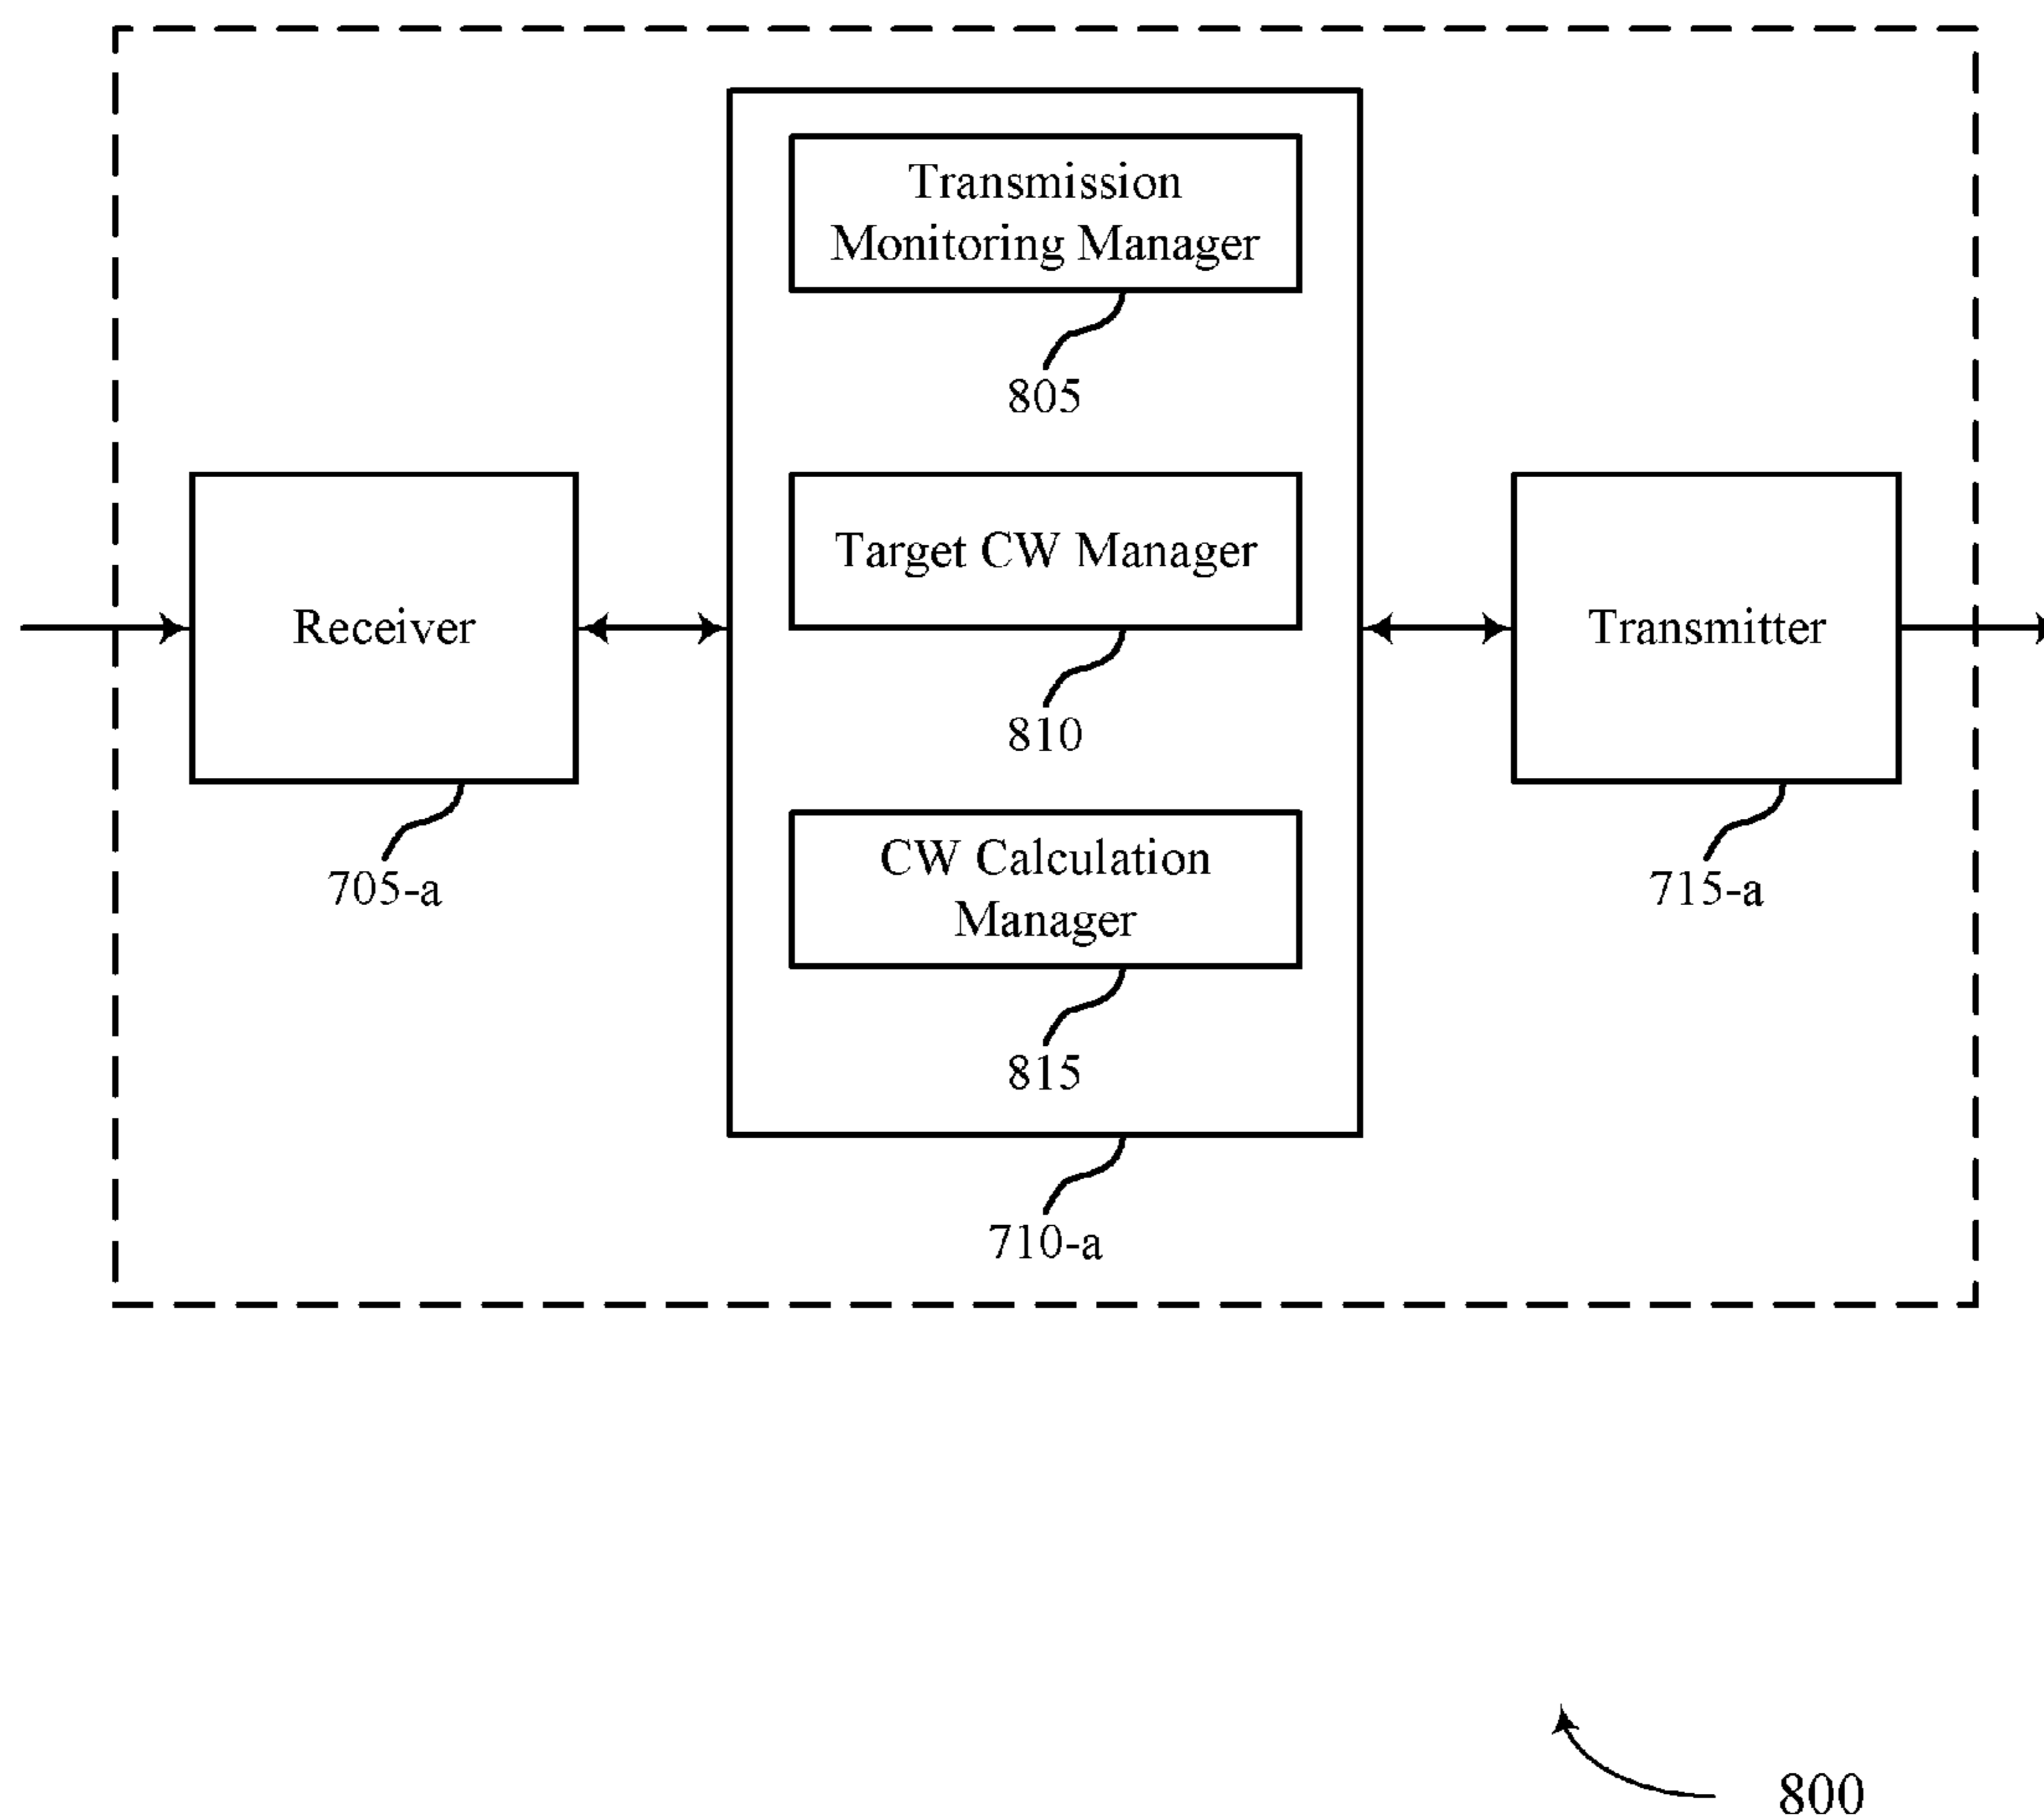 Transmission
Monitoring Manager
805
Receiver
705-a
Target CW Manager
810
Transmitter
715-a
CW Calculation
Manager
815
710-a
800